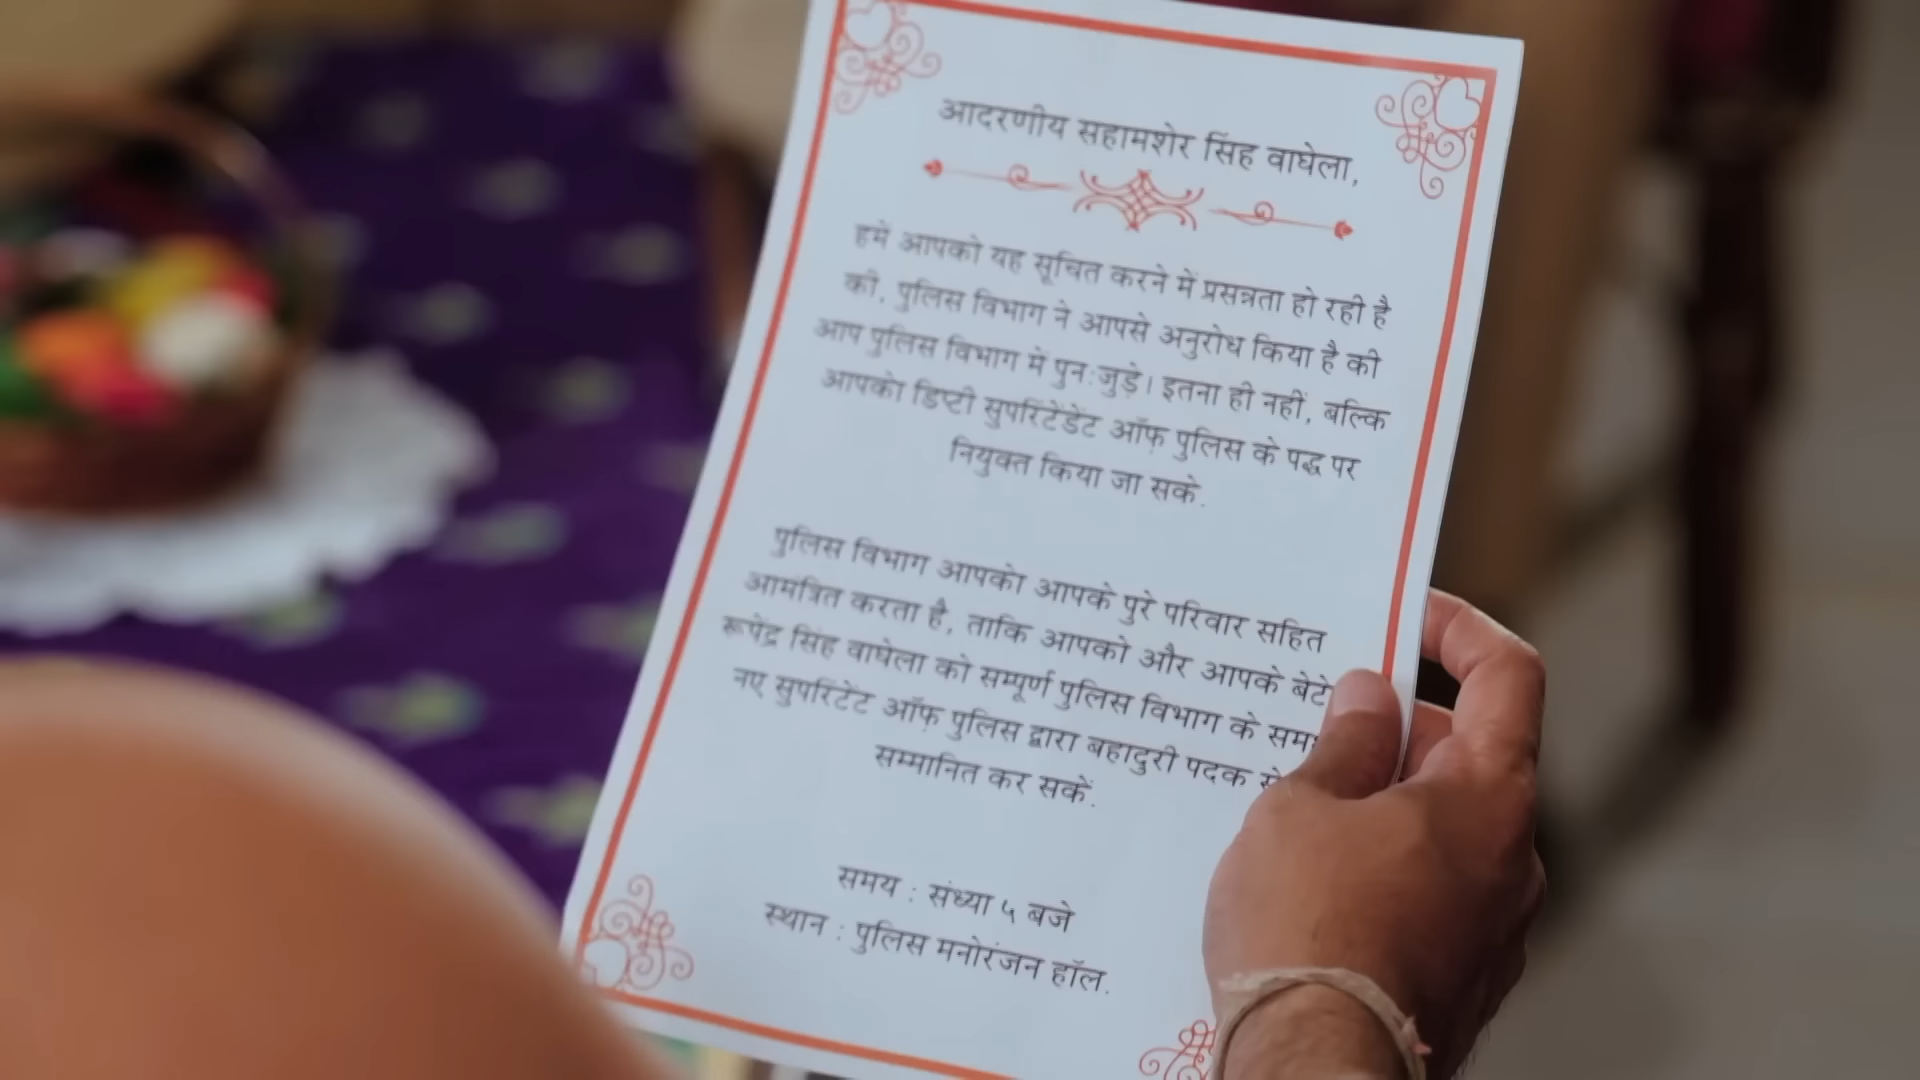 आदरणीय सहामशेर सिंह वाघेला,
हमें आपको यह सूचित करने में प्रसन्नता हो रही है
की, पुलिस विभाग ने आपसे अनुरोध किया है की
आप पुलिस विभाग मे पुनःजुड़े। इतना ही नहीं, बल्कि
आपको डिप्टी सुपरिंटेंडेंट ऑफ़ पुलिस के पद्ध पर
नियुक्त किया जा सके.
पुलिस विभाग आपको आपके पुरे परिवार सहित
आमंत्रित करता है, ताकि आपको और आपके बेटे
रूपेंद्र सिंह वाघेला को सम्पूर्ण पुलिस विभाग के
नए सुपरिंटेंट ऑफ़ पुलिस द्वारा बहादुरी पदक से
सम्मानित कर सकें.
समय : संध्या ५ बजे
स्थान : पुलिस मनोरंजन हॉल.